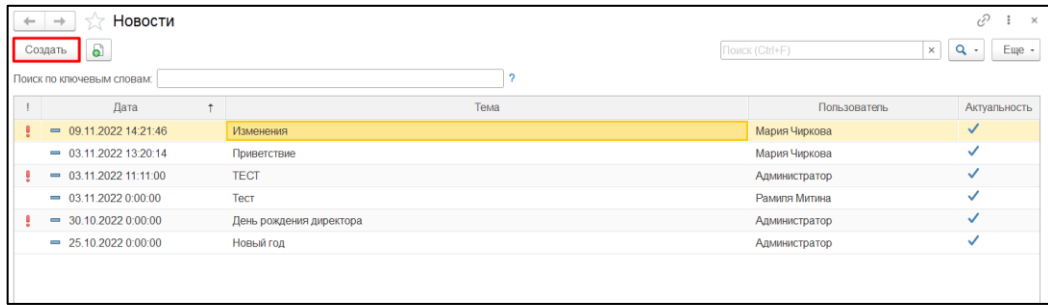 Новости
Создать Поиск (Ctrl+F) × Еще
Поиск по ключевым словам: ?
! Дата ↑ Тема Пользователь Актуальность
! 09.11.2022 14:21:46 Изменения Мария Чиркова
03.11.2022 13:20:14 Приветствие Мария Чиркова
! 03.11.2022 11:11:00 ТЕСТ Администратор
03.11.2022 0:00:00 Тест Рамиля Митина
! 30.10.2022 0:00:00 День рождения директора Администратор
25.10.2022 0:00:00 Новый год Администратор